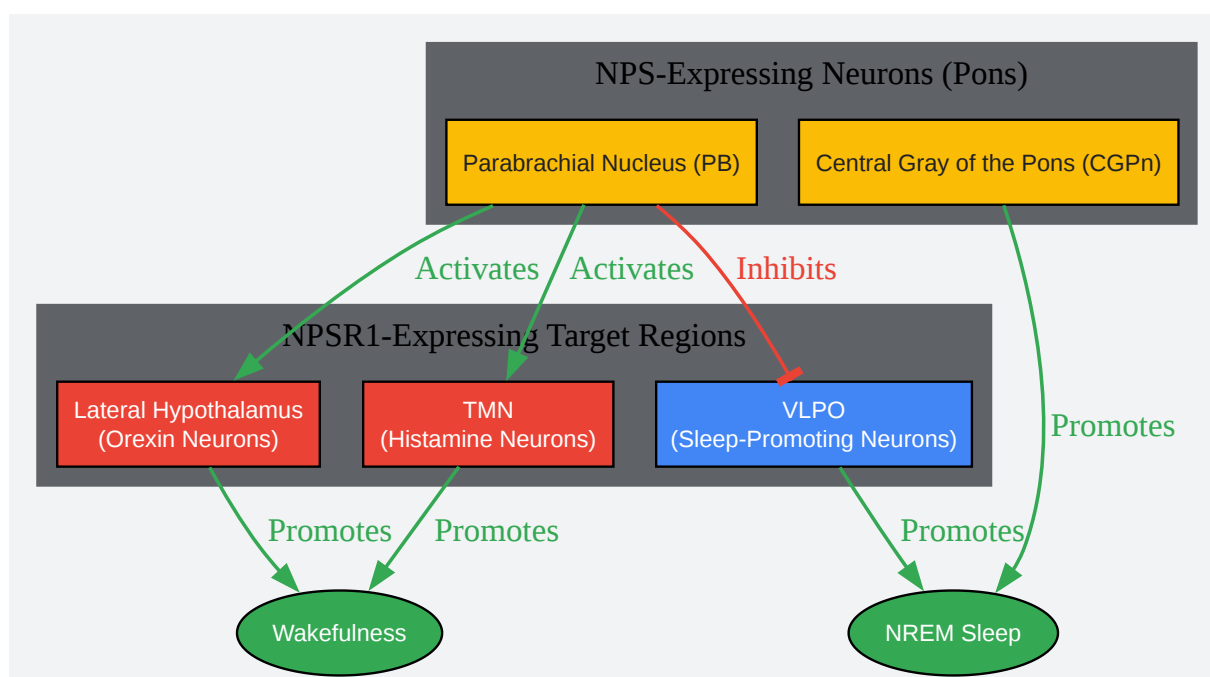 NPS-Expressing Neurons (Pons)
Parabrachial Nucleus (PB)
Central Gray of the Pons (CGPn)
Activates
Activates
Inhibits
NPSR1-Expressing Target Regions
Lateral Hypothalamus
(Orexin Neurons)
TMN
(Histamine Neurons)
VLPO
(Sleep-Promoting Neurons)
Promotes
Promotes
Promotes
Promotes
Wakefulness
NREM Sleep